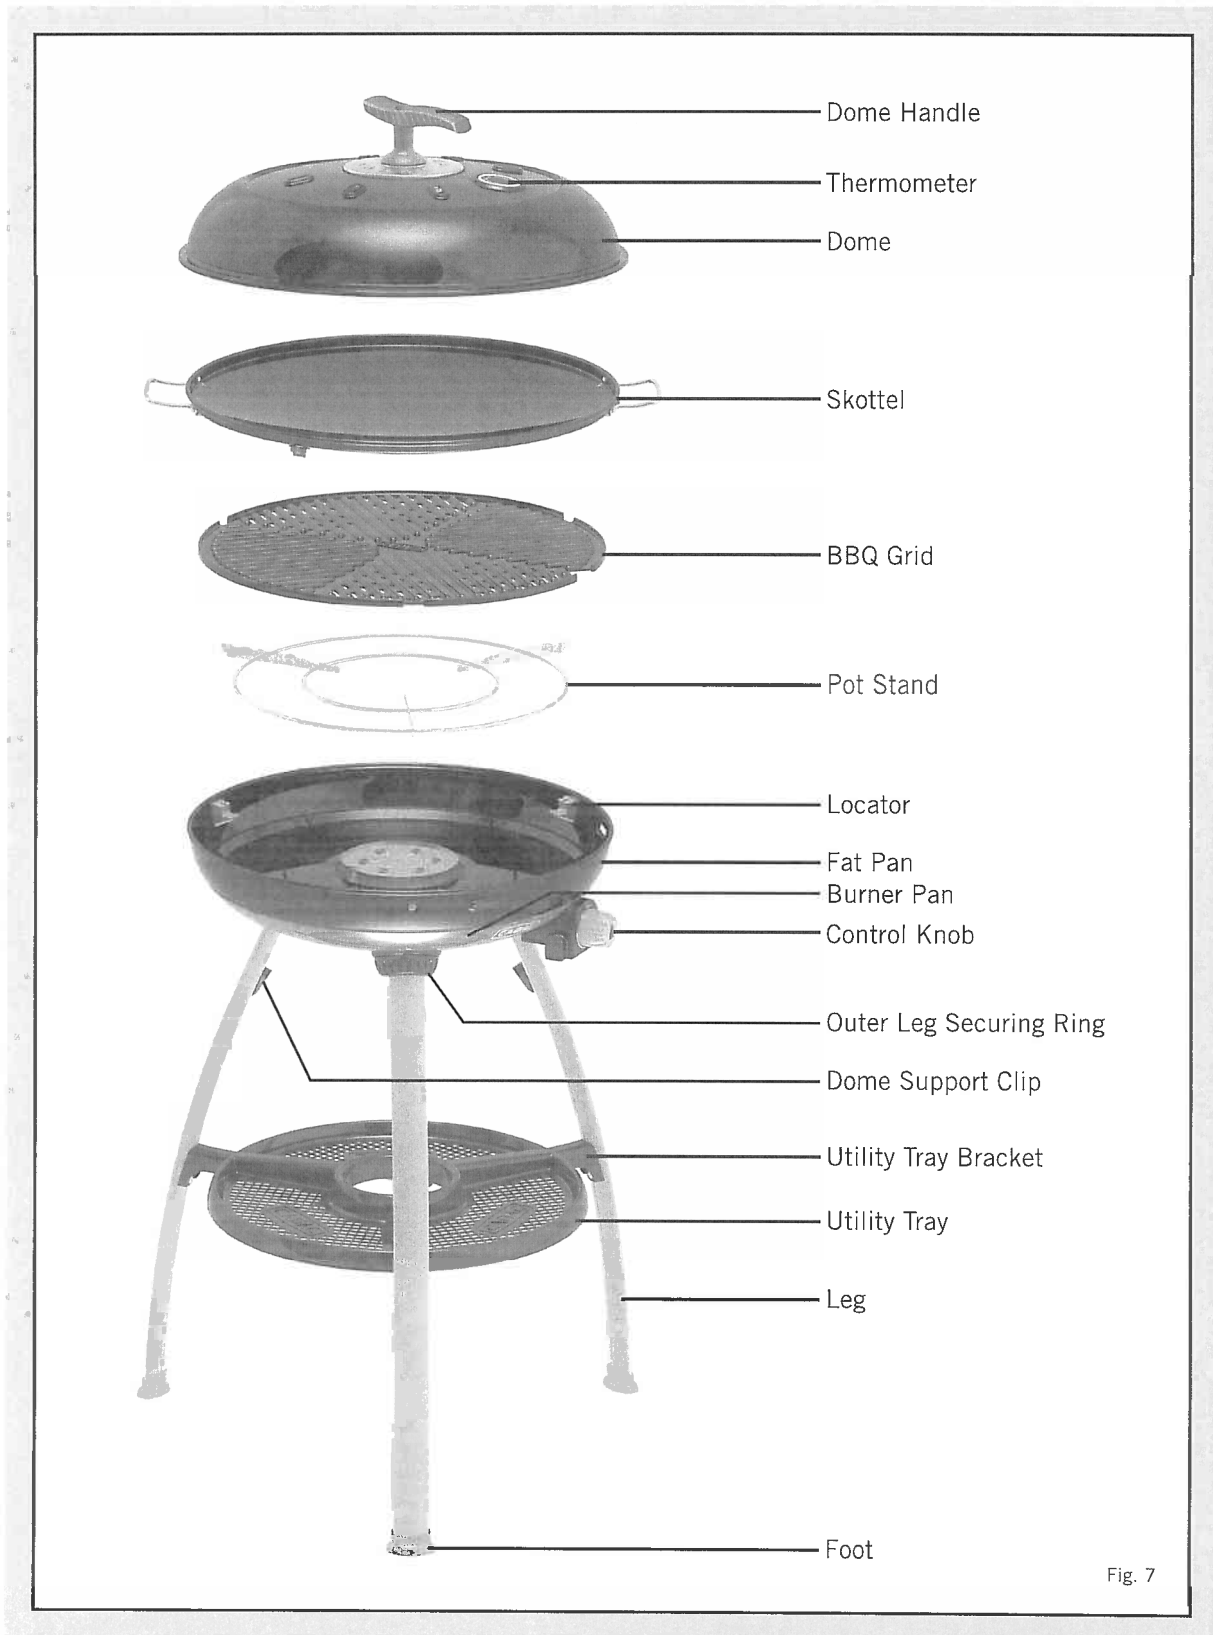 Dome Handle
Thermometer
Dome
Skottel
BBQ Grid
Pot Stand
Locator
Fat Pan
Burner Pan
Control Knob
Outer Leg Securing Ring
Dome Support Clip
Utility Tray Bracket
Utility Tray
Leg
Foot
Fig. 7